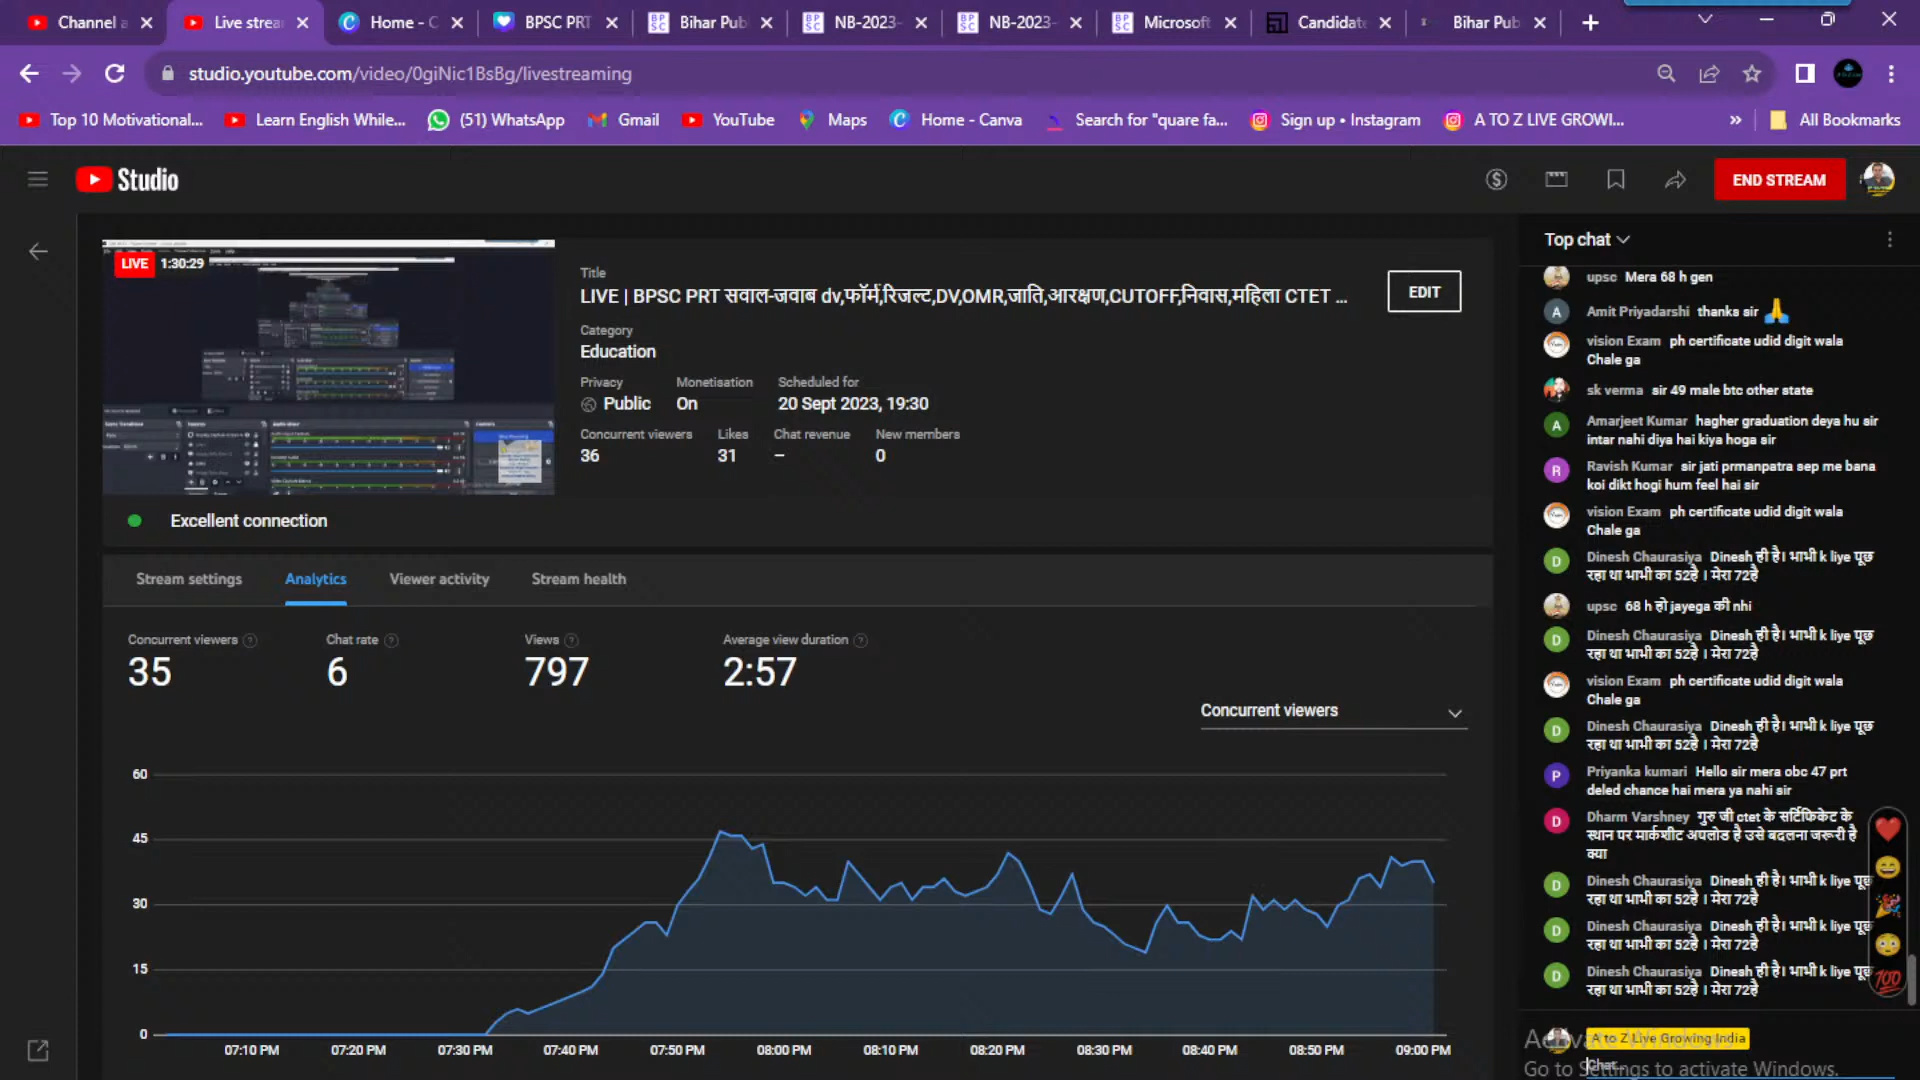 Channel a
Live strea
Home - C
BPSC PRT
Bihar Pub
NB-2023-
NB-2023-
Microsoft
Candidate
Bihar Pub
studio.youtube.com/video/0giNic1BsBg/livestreaming
Top 10 Motivational...
Learn English While...
(51) WhatsApp
Gmail
YouTube
Maps
Home - Canva
Search for "quare fa...
Sign up • Instagram
A TO Z LIVE GROWI...
»
All Bookmarks
Studio
END STREAM
LIVE 1:30:29
Title
LIVE | BPSC PRT सवाल-जवाब dv,फॉर्म,रिजल्ट,DV,OMR,जाति,आरक्षण,CUTOFF,निवास,महिला CTET ...
EDIT
Category
Education
Privacy Monetisation Scheduled for
Public On 20 Sept 2023, 19:30
Concurrent viewers Likes Chat revenue New members
36 31 – 0
Excellent connection
Stream settings Analytics Viewer activity Stream health
Concurrent viewers Chat rate Views Average view duration
35 6 797 2:57
Concurrent viewers
60
45
30
15
0
07:10 PM 07:20 PM 07:30 PM 07:40 PM 07:50 PM 08:00 PM 08:10 PM 08:20 PM 08:30 PM 08:40 PM 08:50 PM 09:00 PM
Top chat
upsc Mera 68 h gen
A
Amit Priyadarshi thanks sir 🙏
vision Exam ph certificate udid digit wala
Chale ga
sk verma sir 49 male btc other state
A
Amarjeet Kumar hagher graduation deya hu sir
intar nahi diya hai kiya hoga sir
R
Ravish Kumar sir jati prmanpatra sep me bana
koi dikt hogi hum feel hai sir
vision Exam ph certificate udid digit wala
Chale ga
D
Dinesh Chaurasiya Dinesh ही है। भाभी k liye पूछ
रहा था भाभी का 52है । मेरा 72है
upsc 68 h हो jayega की nhi
D
Dinesh Chaurasiya Dinesh ही है। भाभी k liye पूछ
रहा था भाभी का 52है । मेरा 72है
vision Exam ph certificate udid digit wala
Chale ga
D
Dinesh Chaurasiya Dinesh ही है। भाभी k liye पूछ
रहा था भाभी का 52है । मेरा 72है
P
Priyanka kumari Hello sir mera obc 47 prt
deled chance hai mera ya nahi sir
D
Dharm Varshney गुरु जी ctet के सर्टिफिकेट के
स्थान पर मार्कशीट अपलोड है उसे बदलना जरूरी है
क्या
D
Dinesh Chaurasiya Dinesh ही है। भाभी k liye पूछ
रहा था भाभी का 52है । मेरा 72है
D
Dinesh Chaurasiya Dinesh ही है। भाभी k liye पूछ
रहा था भाभी का 52है । मेरा 72है
D
Dinesh Chaurasiya Dinesh ही है। भाभी k liye पूछ
रहा था भाभी का 52है । मेरा 72है
A to Z Live Growing India
Chat...
Activate Windows
Go to Settings to activate Windows.